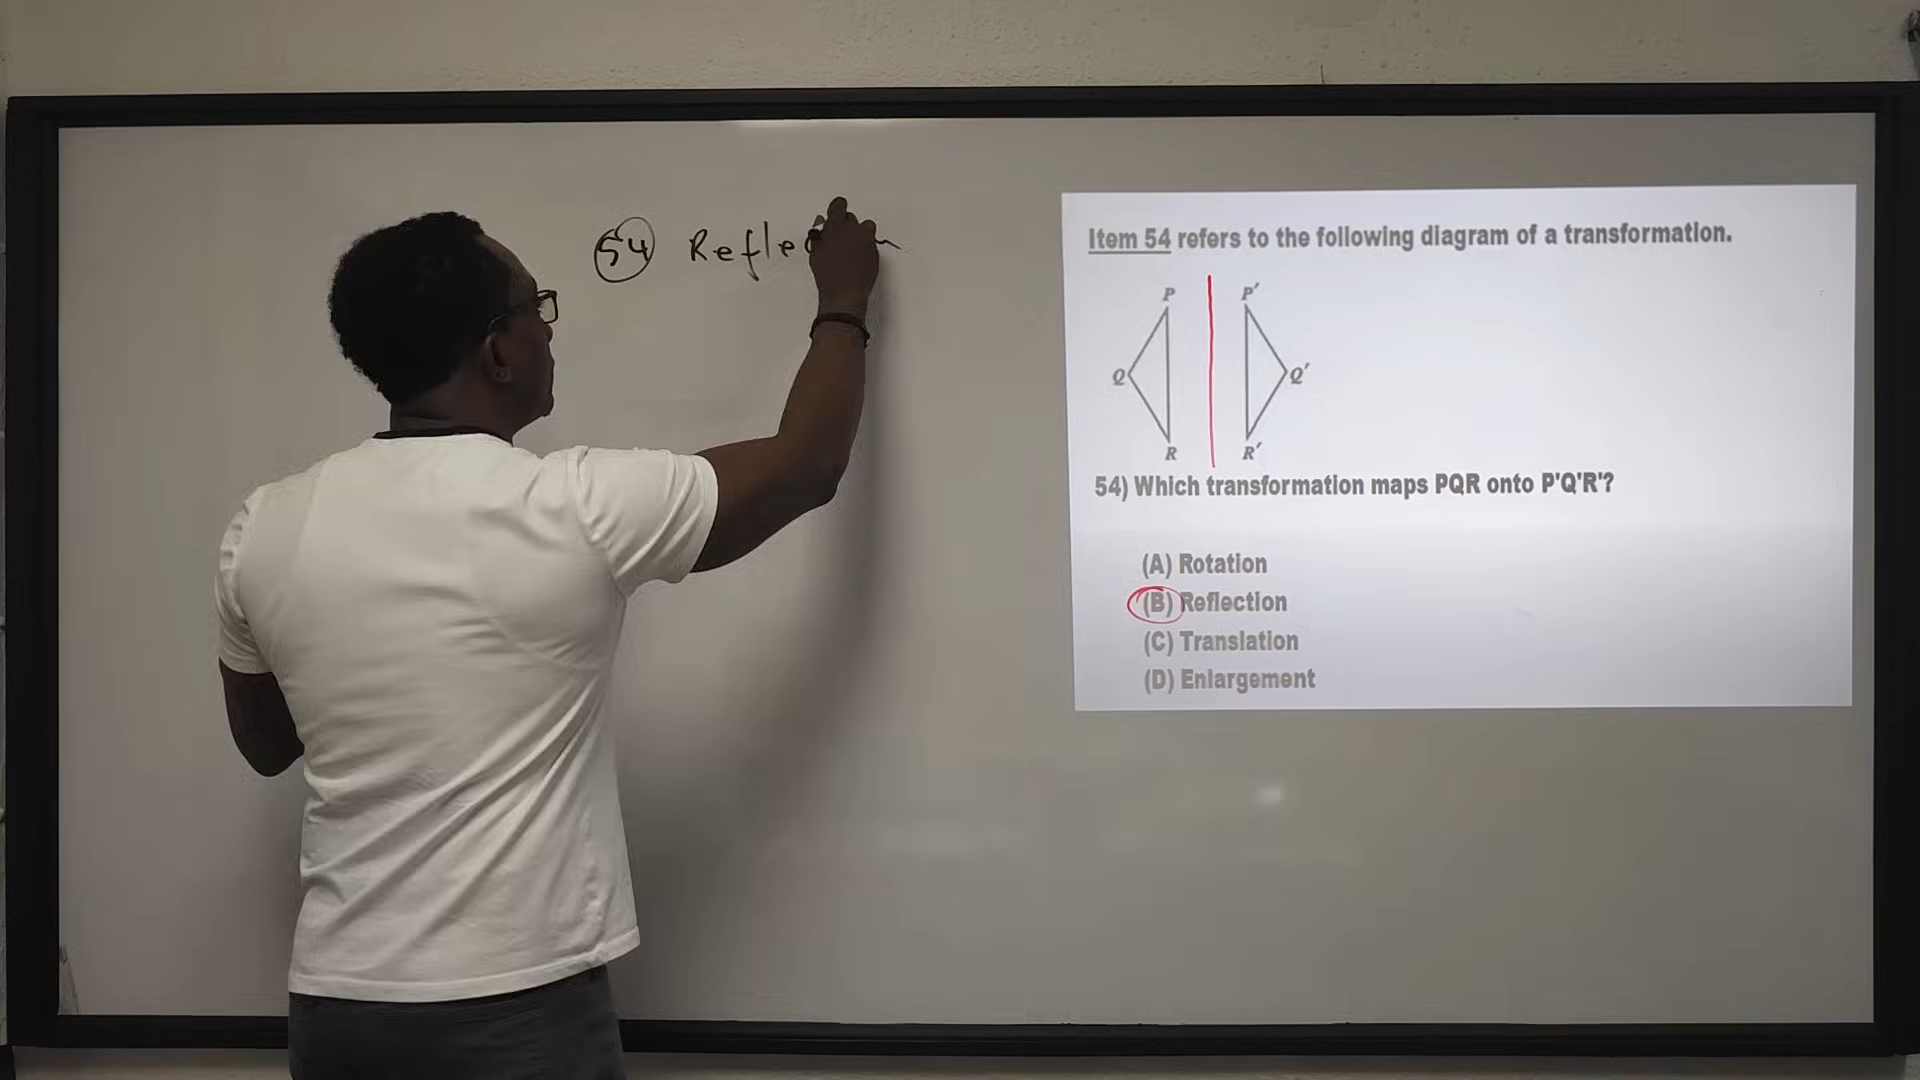 54 Reflec
Item 54 refers to the following diagram of a transformation.
P P′
Q Q′
R R′
54) Which transformation maps PQR onto P'Q'R'?
(A) Rotation
(B) Reflection
(C) Translation
(D) Enlargement